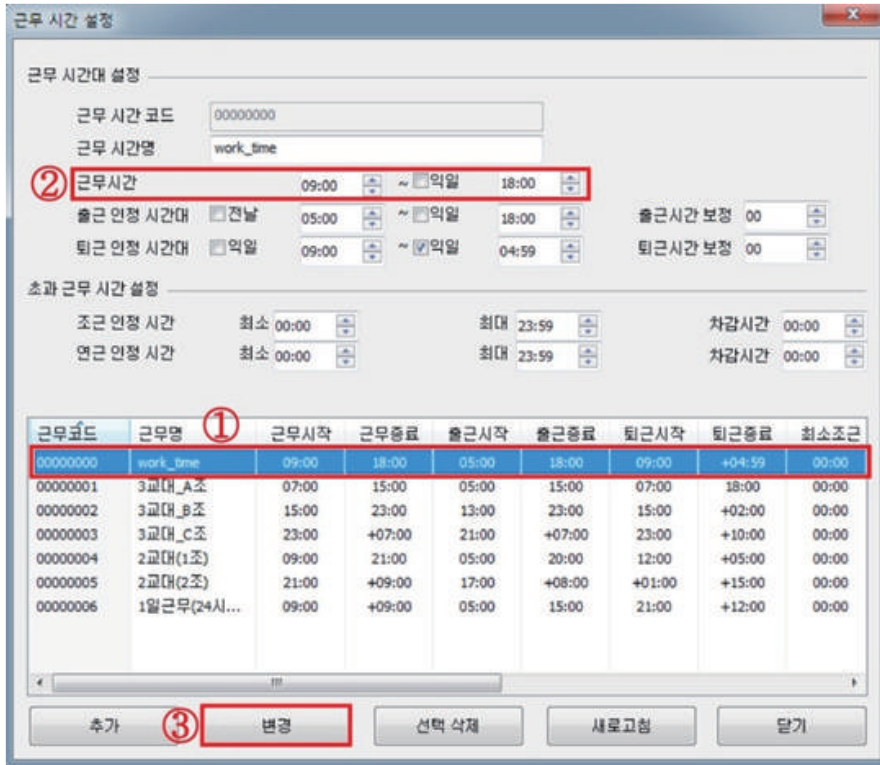 근무 시간 설정
근무 시간대 설정
근무 시간 코드 00000000
근무 시간명 work_time
② 근무시간 09:00 ~ 익일 18:00
출근 인정 시간대 전날 05:00 ~ 익일 18:00 출근시간 보정 00
퇴근 인정 시간대 익일 09:00 ~ 익일 04:59 퇴근시간 보정 00
초과 근무 시간 설정
조근 인정 시간 최소 00:00 최대 23:59 차감시간 00:00
연근 인정 시간 최소 00:00 최대 23:59 차감시간 00:00
근무코드 근무명 ① 근무시작 근무종료 출근시작 출근종료 퇴근시작 퇴근종료 최소조근
00000000 work_time 09:00 18:00 05:00 18:00 09:00 +04:59 00:00
00000001 3교대_A조 07:00 15:00 05:00 15:00 07:00 18:00 00:00
00000002 3교대_B조 15:00 23:00 13:00 23:00 15:00 +02:00 00:00
00000003 3교대_C조 23:00 +07:00 21:00 +07:00 23:00 +10:00 00:00
00000004 2교대(1조) 09:00 21:00 05:00 20:00 12:00 +05:00 00:00
00000005 2교대(2조) 21:00 +09:00 17:00 +08:00 +01:00 +15:00 00:00
00000006 1일근무(24시... 09:00 +09:00 05:00 15:00 21:00 +12:00 00:00
추가 ③ 변경 선택 삭제 새로고침 닫기